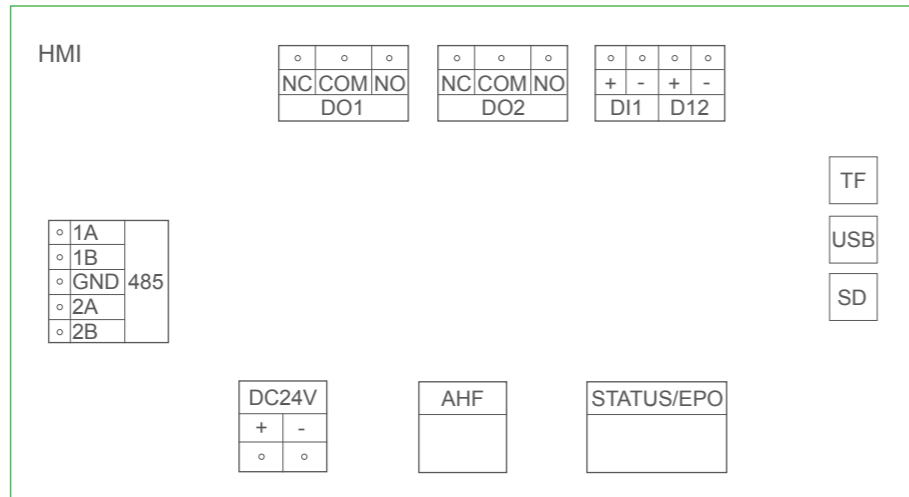 HMI
NC COM NO
DO1
NC COM NO
DO2
+ - + -
DI1 D12
TF
USB
SD
1A
1B
GND
2A
2B
485
DC24V
+ -
AHF
STATUS/EPO